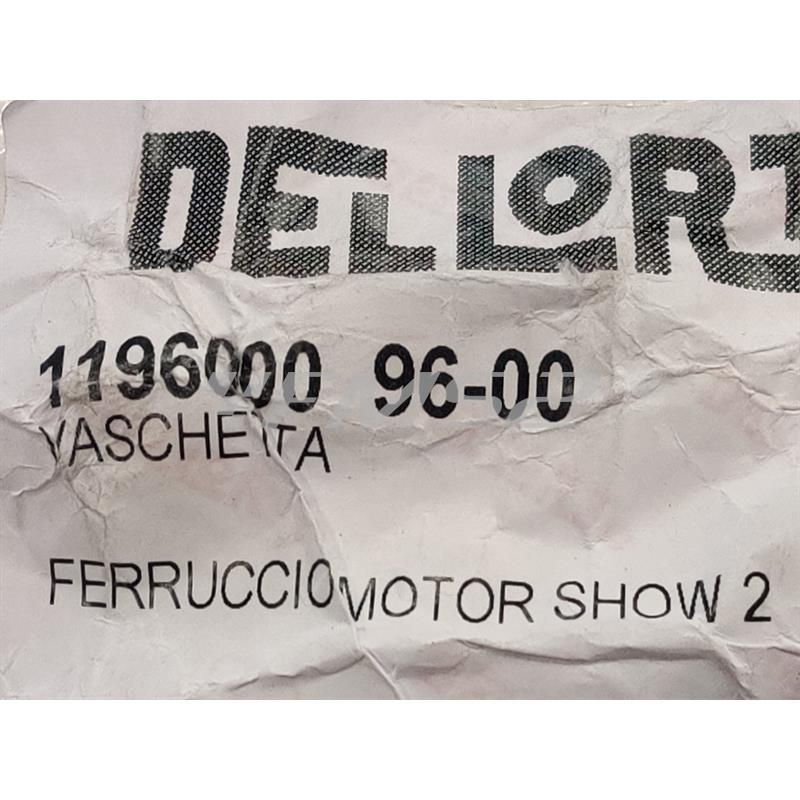 DELLORT
1196000 96-00
VASCHETTA
FERRUCCIO MOTOR SHOW 2